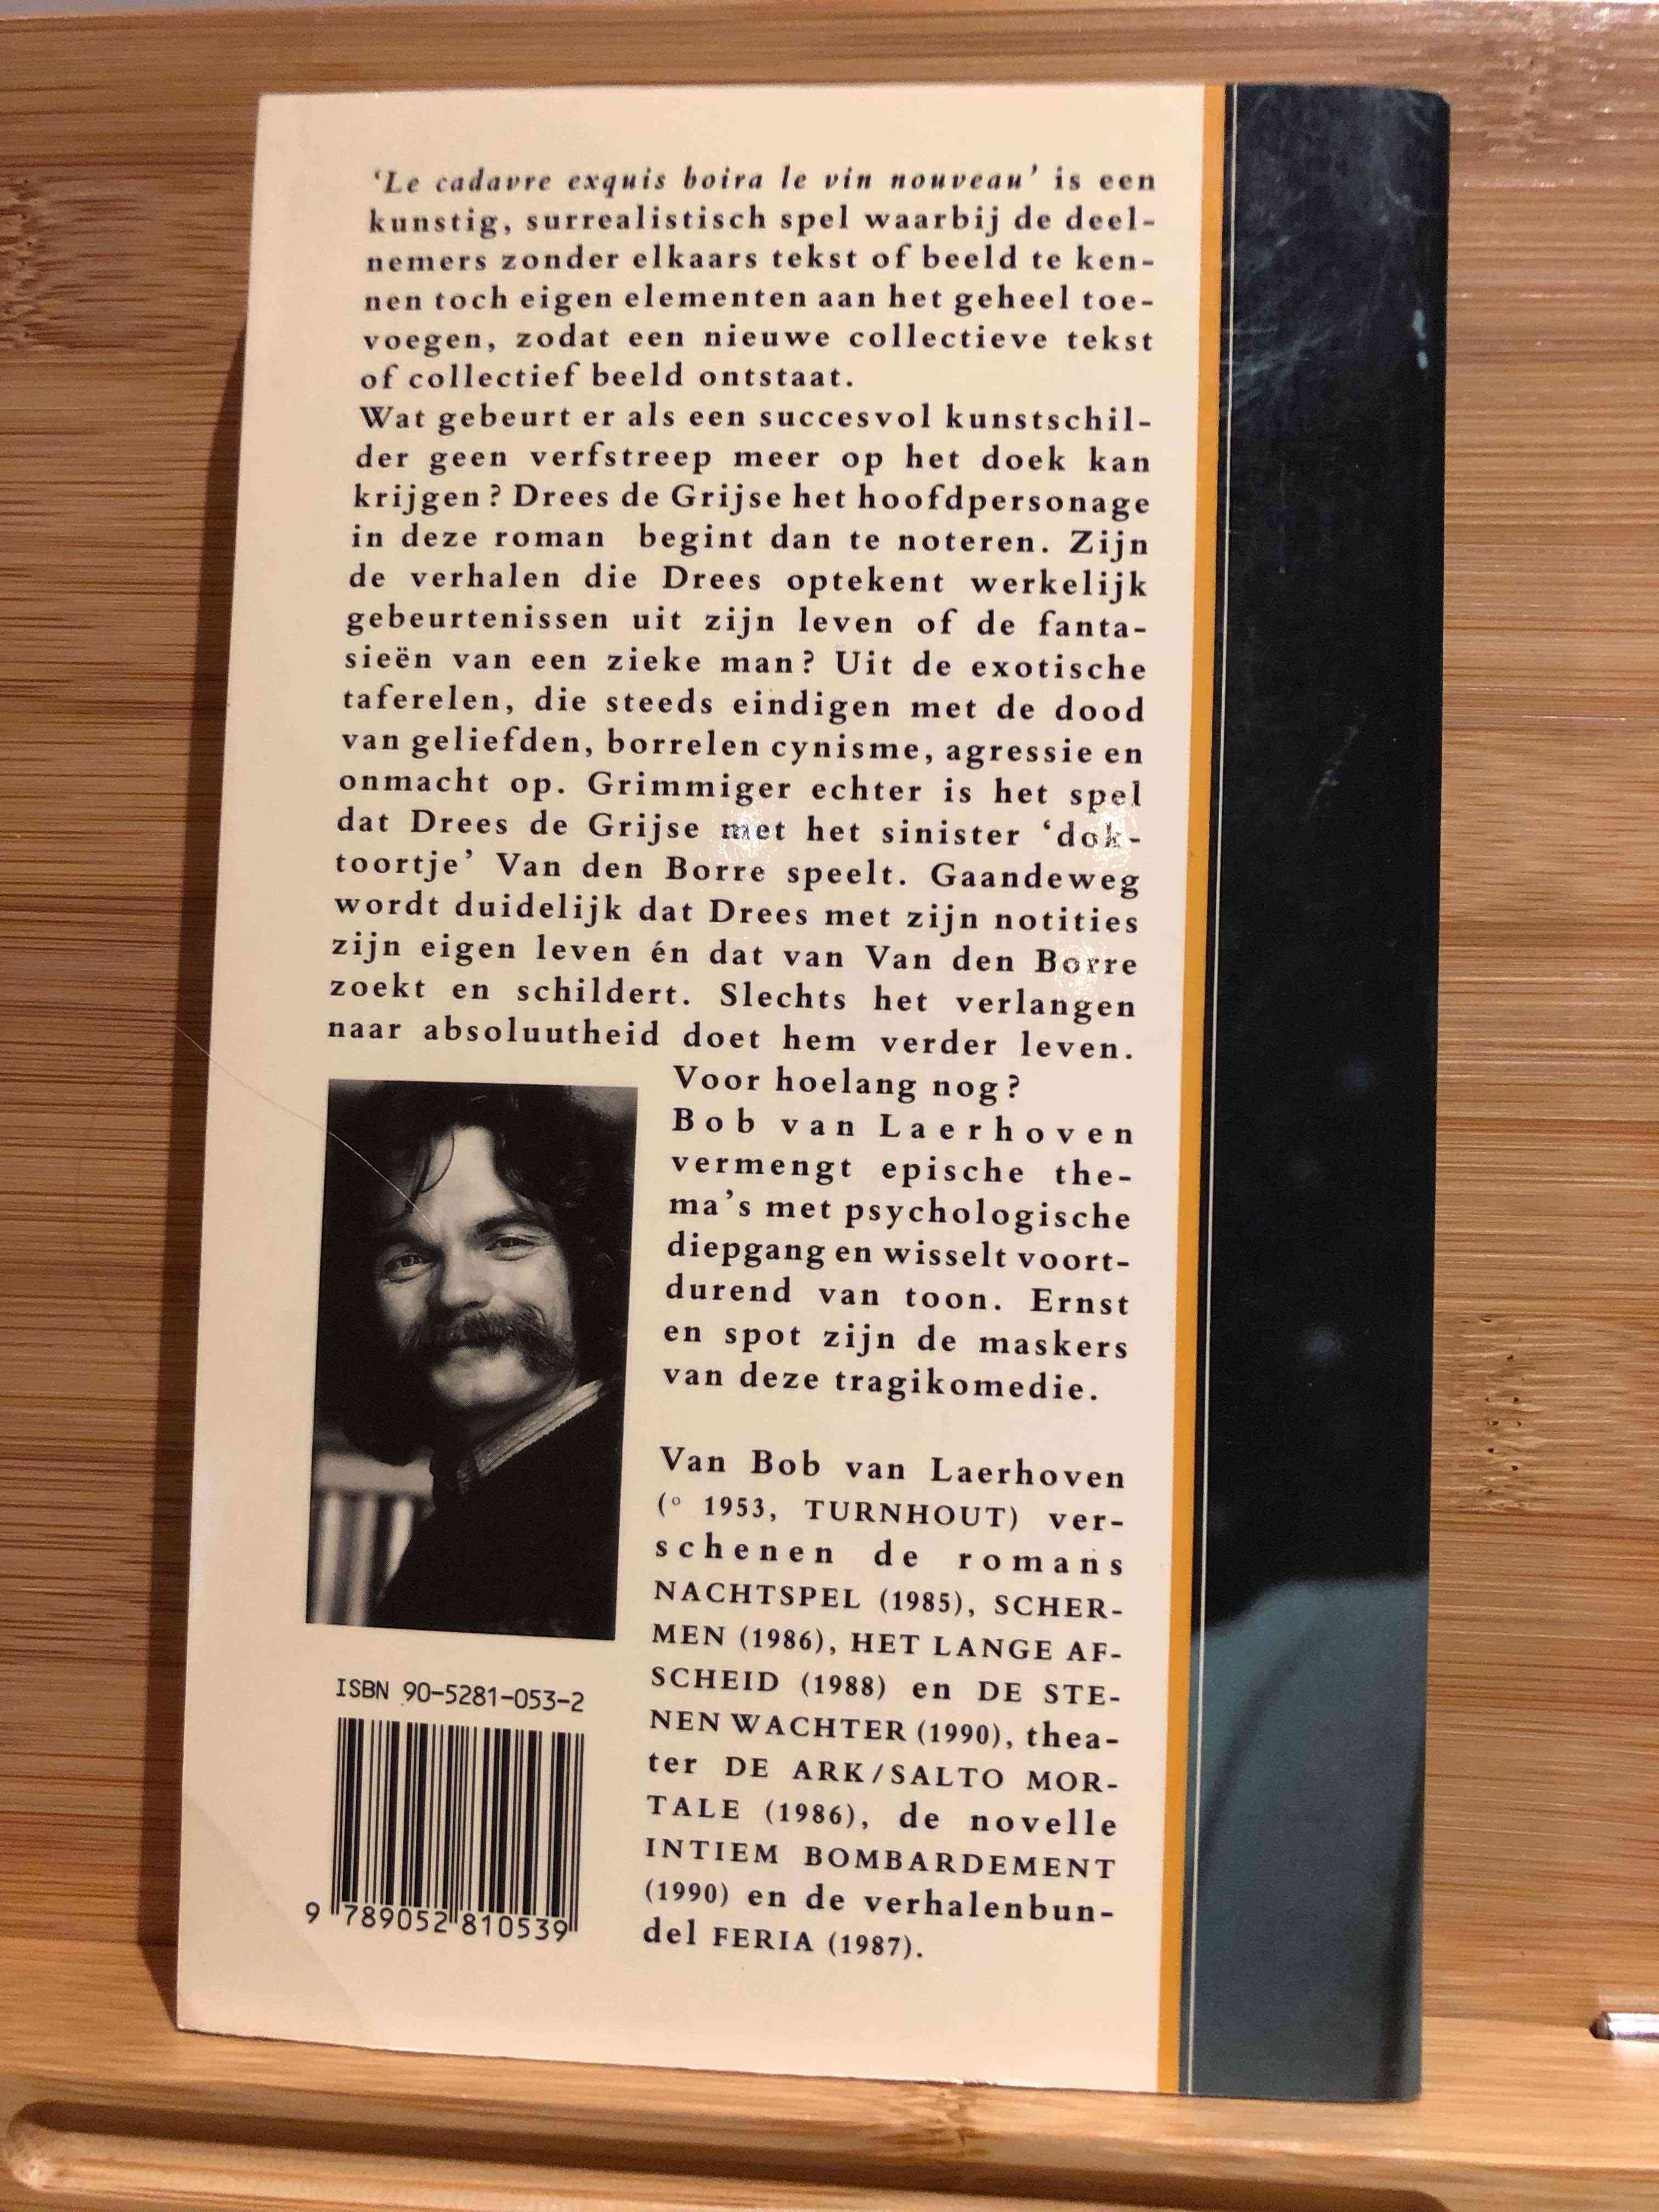 ‘Le cadavre exquis boira le vin nouveau’ is een
kunstig, surrealistisch spel waarbij de deel-
nemers zonder elkaars tekst of beeld te ken-
nen toch eigen elementen aan het geheel toe-
voegen, zodat een nieuwe collectieve tekst
of collectief beeld ontstaat.
Wat gebeurt er als een succesvol kunstschil-
der geen verfstreep meer op het doek kan
krijgen? Drees de Grijse het hoofdpersonage
in deze roman begint dan te noteren. Zijn
de verhalen die Drees optekent werkelijk
gebeurtenissen uit zijn leven of de fanta-
sieën van een zieke man? Uit de exotische
taferelen, die steeds eindigen met de dood
van geliefden, borrelen cynisme, agressie en
onmacht op. Grimmiger echter is het spel
dat Drees de Grijse met het sinister ‘dok-
toortje’ Van den Borre speelt. Gaandeweg
wordt duidelijk dat Drees met zijn notities
zijn eigen leven én dat van Van den Borre
zoekt en schildert. Slechts het verlangen
naar absoluutheid doet hem verder leven.
Voor hoelang nog?
Bob van Laerhoven
vermengt epische the-
ma’s met psychologische
diepgang en wisselt voort-
durend van toon. Ernst
en spot zijn de maskers
van deze tragikomedie.
Van Bob van Laerhoven
(° 1953, TURNHOUT) ver-
schenen de romans
NACHTSPEL (1985), SCHER-
MEN (1986), HET LANGE AF-
SCHEID (1988) en DE STE-
NEN WACHTER (1990), thea-
ter DE ARK/SALTO MOR-
TALE (1986), de novelle
INTIEM BOMBARDEMENT
(1990) en de verhalenbun-
del FERIA (1987).
ISBN 90-5281-053-2
9 789052 810539